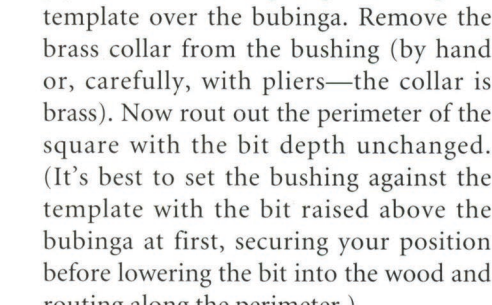 template over the bubinga. Remove the
brass collar from the bushing (by hand
or, carefully, with pliers—the collar is
brass). Now rout out the perimeter of the
square with the bit depth unchanged.
(It's best to set the bushing against the
template with the bit raised above the
bubinga at first, securing your position
before lowering the bit into the wood and
routing along the perimeter.)